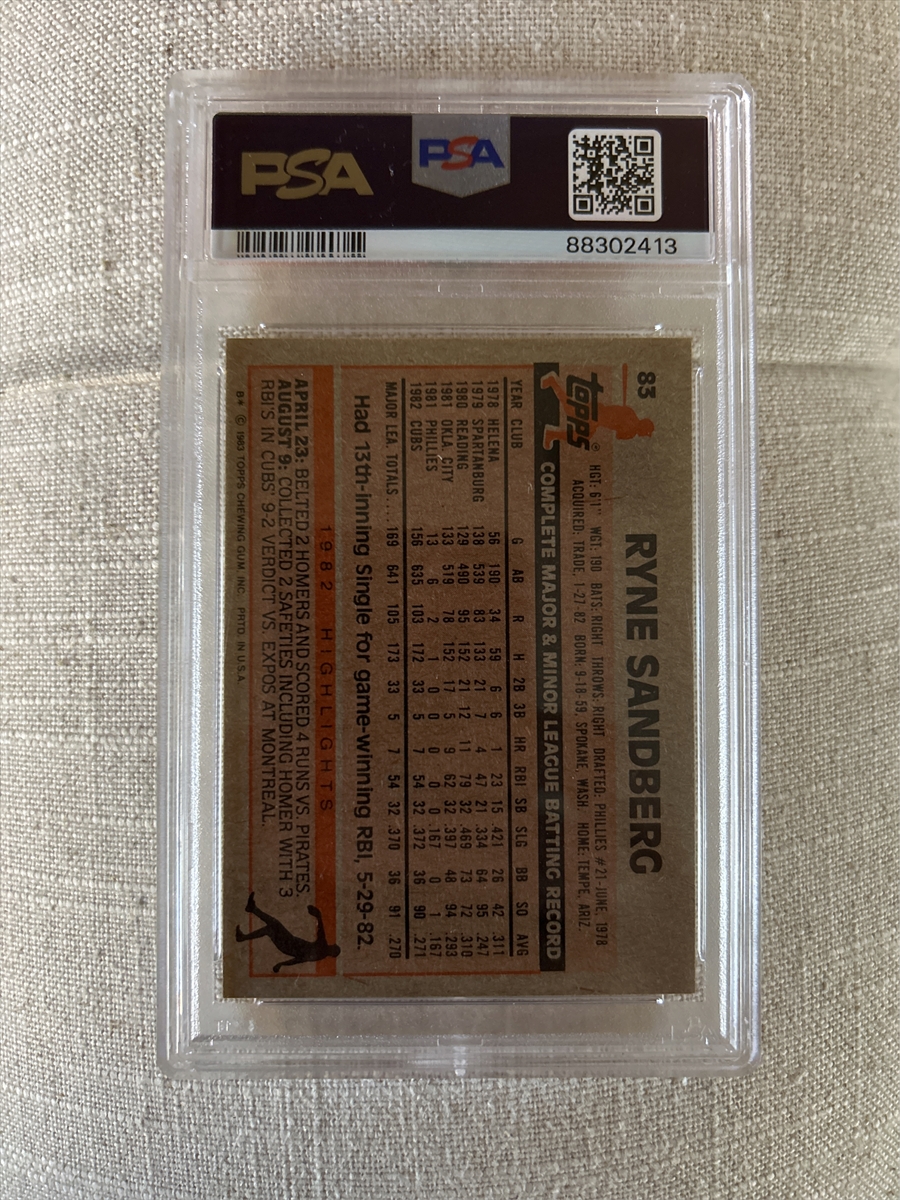 PSA
PSA
88302413
83
RYNE SANDBERG
topps®
HGT: 6'1" WGT: 190 BATS: RIGHT THROWS: RIGHT DRAFTED: PHILLIES #21-JUNE, 1978
ACQUIRED: TRADE, 1-27-82 BORN: 9-18-59, SPOKANE, WASH. HOME: TEMPE, ARIZ.
COMPLETE MAJOR & MINOR LEAGUE BATTING RECORD
YEAR CLUB G AB R H 2B 3B HR RBI SB SLG BB SO AVG
1978 HELENA 56 190 34 59 6 6 1 23 15 .421 26 42 .311
1979 SPARTANBURG 138 539 83 133 21 7 4 47 21 .334 64 95 .247
1980 READING 129 490 95 152 21 12 11 79 32 .469 73 72 .310
1981 OKLA. CITY 133 519 78 152 17 5 9 62 32 .397 48 94 .293
1981 PHILLIES 13 6 2 1 0 0 0 0 0 .167 0 1 .167
1982 CUBS 156 635 103 172 33 5 7 54 32 .372 36 90 .271
MAJOR LEA. TOTALS.... 169 641 105 173 33 5 7 54 32 .370 36 91 .270
Had 13th-inning Single for game-winning RBI, 5-29-82.
1982 HIGHLIGHTS
APRIL 23: BELTED 2 HOMERS AND SCORED 4 RUNS VS. PIRATES.
AUGUST 9: COLLECTED 2 SAFETIES INCLUDING HOMER WITH 3
RBI'S IN CUBS' 9-2 VERDICT VS. EXPOS AT MONTREAL.
B* © 1983 TOPPS CHEWING GUM, INC. PRTD. IN U.S.A.